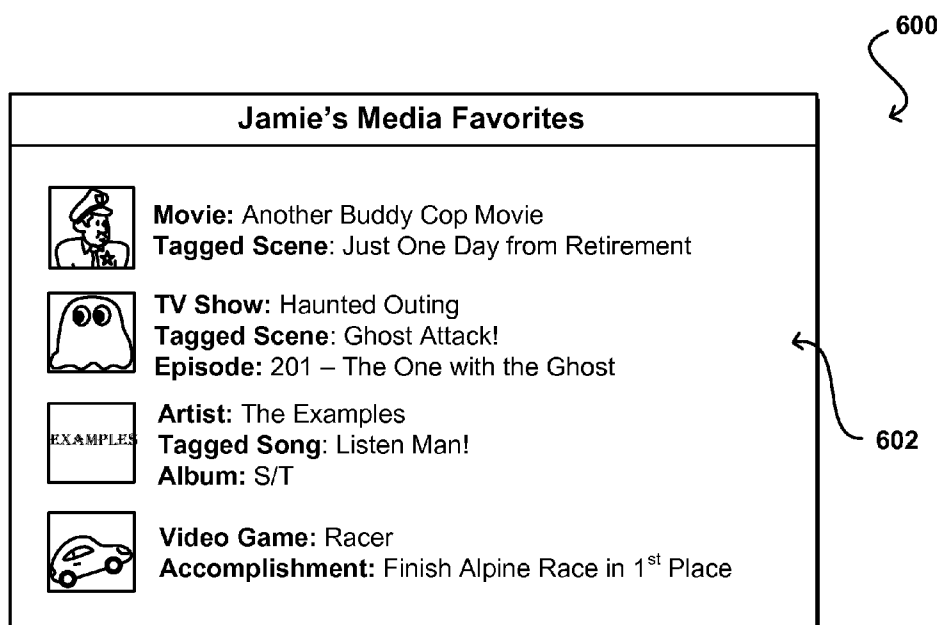 600
Jamie's Media Favorites
Movie: Another Buddy Cop Movie
Tagged Scene: Just One Day from Retirement
TV Show: Haunted Outing
Tagged Scene: Ghost Attack!
Episode: 201 – The One with the Ghost
EXAMPLES
Artist: The Examples
Tagged Song: Listen Man!
Album: S/T
602
Video Game: Racer
Accomplishment: Finish Alpine Race in 1st Place